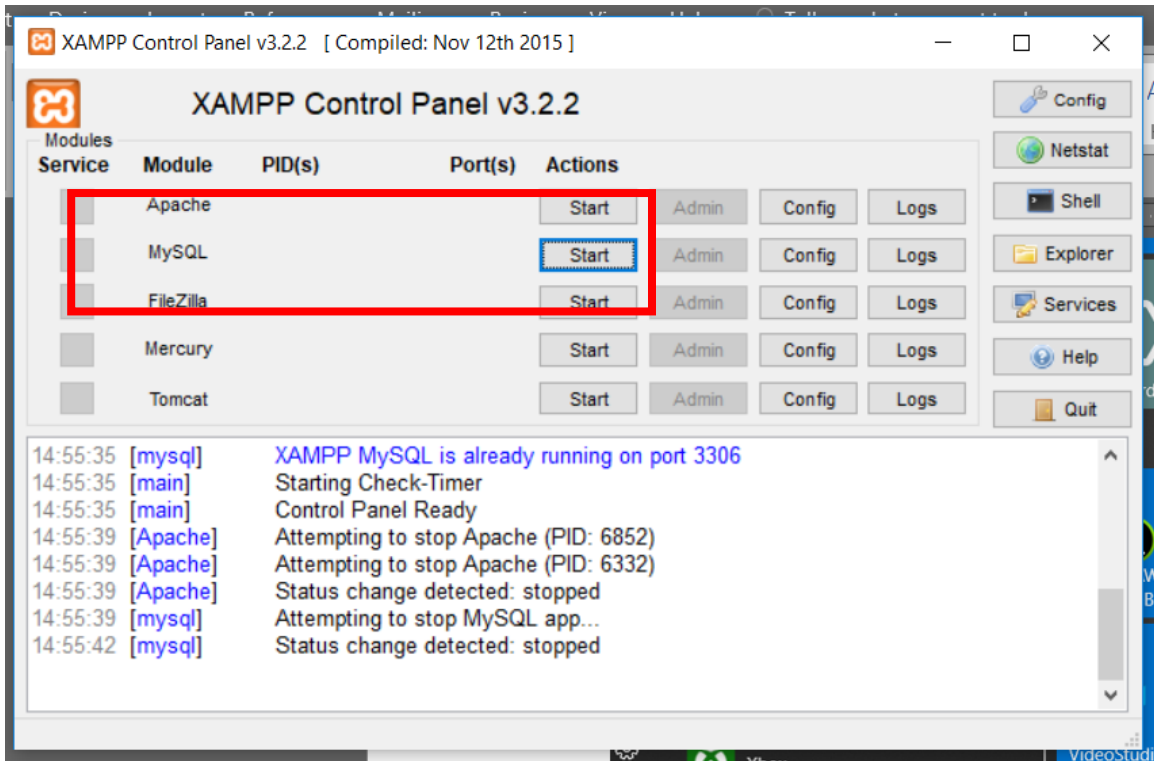 XAMPP Control Panel v3.2.2 [ Compiled: Nov 12th 2015 ]
XAMPP Control Panel v3.2.2
Config
Modules
Netstat
Service Module PID(s) Port(s) Actions
Apache Start Admin Config Logs
Shell
MySQL Start Admin Config Logs
Explorer
FileZilla Start Admin Config Logs
Services
Mercury Start Admin Config Logs
Help
Tomcat Start Admin Config Logs
Quit
14:55:35 [mysql] XAMPP MySQL is already running on port 3306
14:55:35 [main] Starting Check-Timer
14:55:35 [main] Control Panel Ready
14:55:39 [Apache] Attempting to stop Apache (PID: 6852)
14:55:39 [Apache] Attempting to stop Apache (PID: 6332)
14:55:39 [Apache] Status change detected: stopped
14:55:39 [mysql] Attempting to stop MySQL app...
14:55:42 [mysql] Status change detected: stopped
VideoStudi